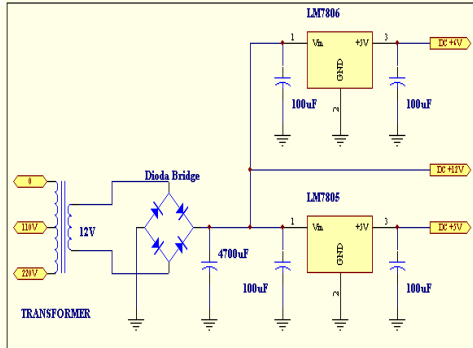 LM7806
1 Vin +5V 3 DC +6V
GND
100uF 2 100uF
Dioda Bridge
DC +12V
LM7805
0
110V 12V
1 Vin +5V 3 DC +5V
4700uF GND
220V 100uF 2 100uF
TRANSFORMER